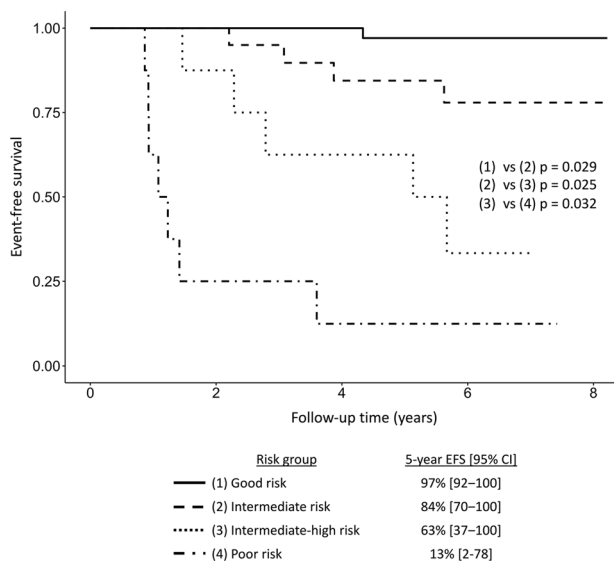 1.00
0.75
0.50
0.25
0.00
Event-free survival
(1) vs (2) p = 0.029
(2) vs (3) p = 0.025
(3) vs (4) p = 0.032
0 2 4 6 8
Follow-up time (years)
Risk group 5-year EFS [95% CI]
(1) Good risk 97% [92–100]
(2) Intermediate risk 84% [70–100]
(3) Intermediate-high risk 63% [37–100]
(4) Poor risk 13% [2-78]